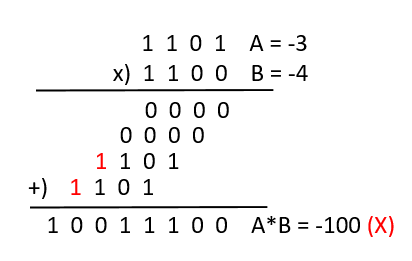 1 1 0 1 A = -3
x) 1 1 0 0 B = -4
0 0 0 0
0 0 0 0
1 1 0 1
+) 1 1 0 1
1 0 0 1 1 1 0 0 A*B = -100 (X)